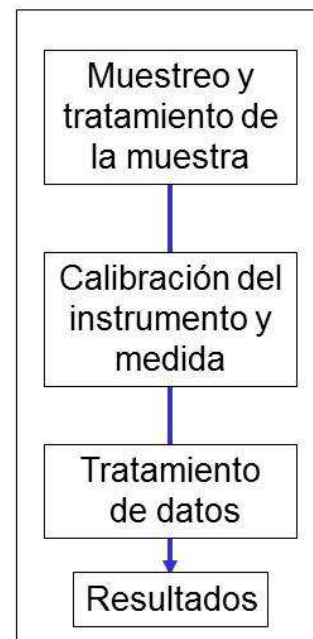 Muestreo y
tratamiento de
la muestra
Calibración del
instrumento y
medida
Tratamiento
de datos
Resultados